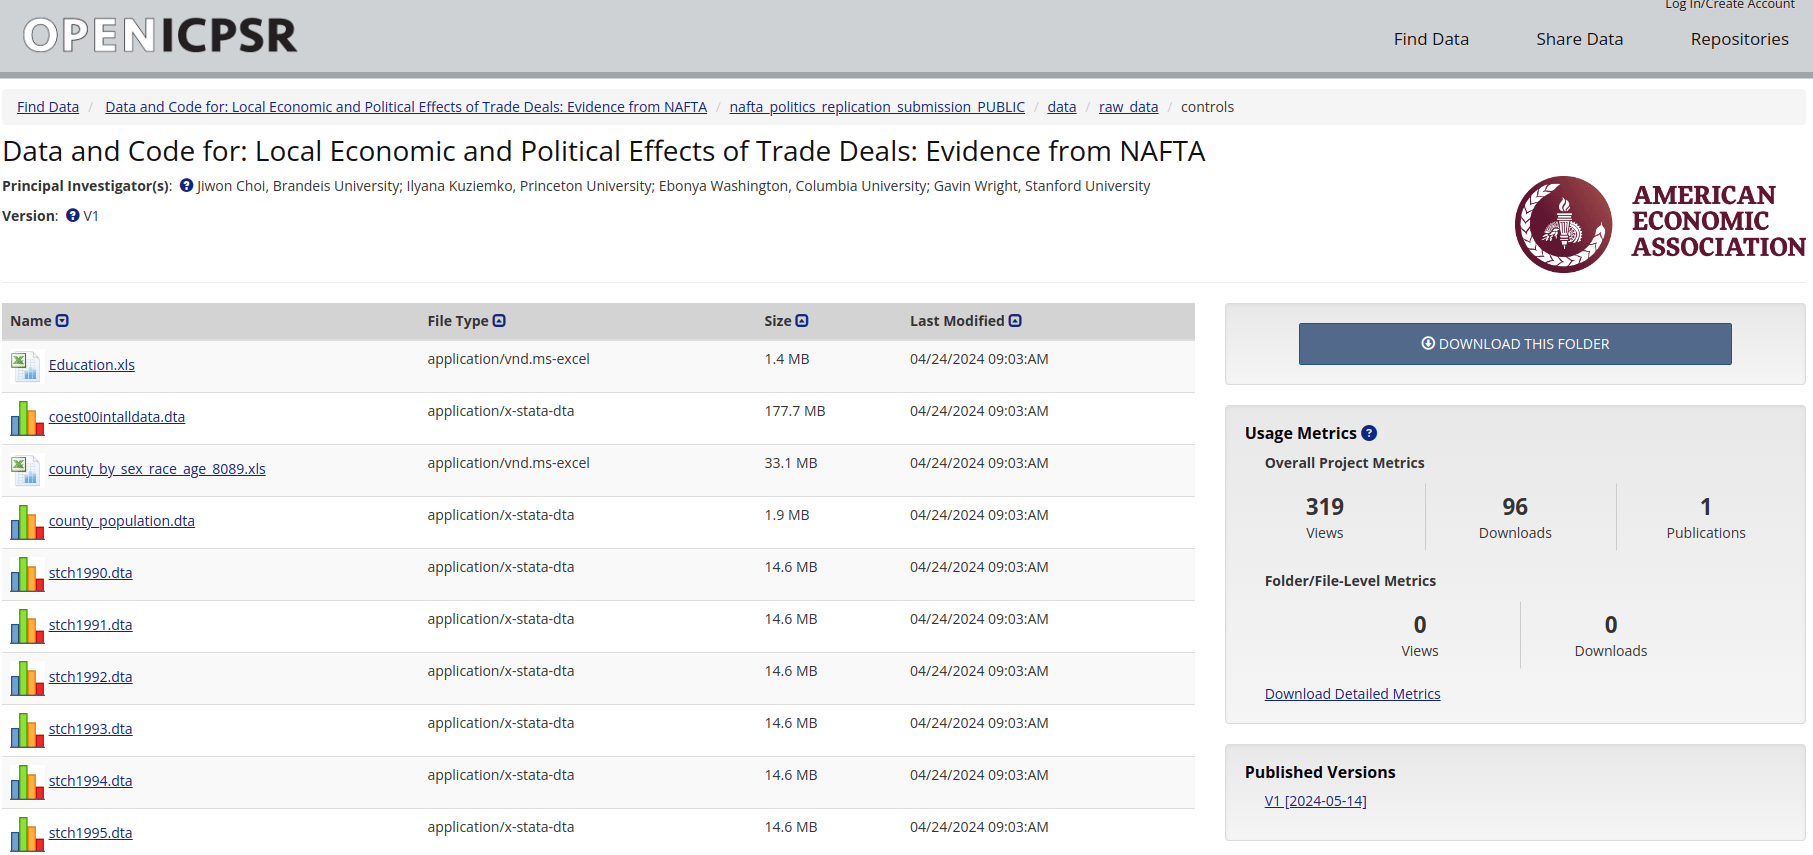 Log In/Create Account
OPENICPSR
Find Data Share Data Repositories
Find Data / Data and Code for: Local Economic and Political Effects of Trade Deals: Evidence from NAFTA / nafta_politics_replication_submission_PUBLIC / data / raw_data / controls
Data and Code for: Local Economic and Political Effects of Trade Deals: Evidence from NAFTA
Principal Investigator(s): ? Jiwon Choi, Brandeis University; Ilyana Kuziemko, Princeton University; Ebonya Washington, Columbia University; Gavin Wright, Stanford University
Version: ? V1
AMERICAN
ECONOMIC
ASSOCIATION
Name File Type Size Last Modified
Education.xls application/vnd.ms-excel 1.4 MB 04/24/2024 09:03:AM
coest00intalldata.dta application/x-stata-dta 177.7 MB 04/24/2024 09:03:AM
county_by_sex_race_age_8089.xls application/vnd.ms-excel 33.1 MB 04/24/2024 09:03:AM
county_population.dta application/x-stata-dta 1.9 MB 04/24/2024 09:03:AM
stch1990.dta application/x-stata-dta 14.6 MB 04/24/2024 09:03:AM
stch1991.dta application/x-stata-dta 14.6 MB 04/24/2024 09:03:AM
stch1992.dta application/x-stata-dta 14.6 MB 04/24/2024 09:03:AM
stch1993.dta application/x-stata-dta 14.6 MB 04/24/2024 09:03:AM
stch1994.dta application/x-stata-dta 14.6 MB 04/24/2024 09:03:AM
stch1995.dta application/x-stata-dta 14.6 MB 04/24/2024 09:03:AM
DOWNLOAD THIS FOLDER
Usage Metrics ?
Overall Project Metrics
319 96 1
Views Downloads Publications
Folder/File-Level Metrics
0 0
Views Downloads
Download Detailed Metrics
Published Versions
V1 [2024-05-14]